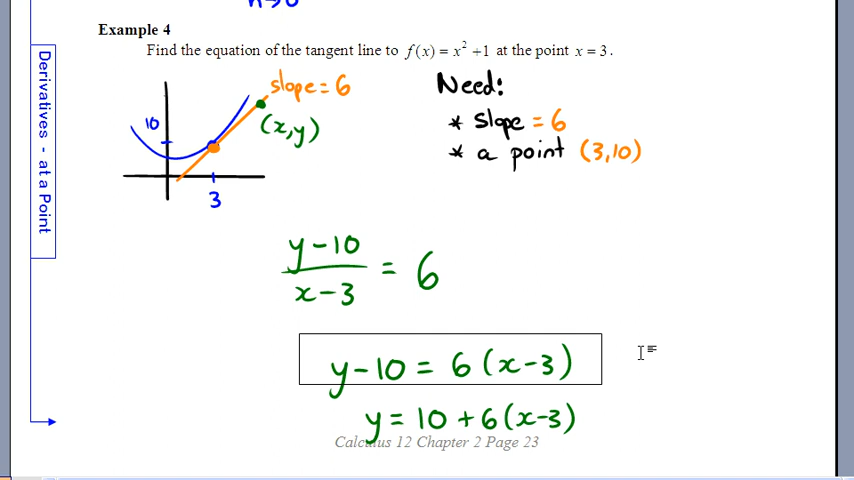 Example 4
Find the equation of the tangent line to f(x) = x² +1 at the point x = 3.
Derivatives - at a Point
slope = 6
10
(x,y)
3
Need:
* slope = 6
* a point (3,10)
y-10
x-3
= 6
y-10 = 6 (x-3)
y = 10 + 6(x-3)
Calculus 12 Chapter 2 Page 23